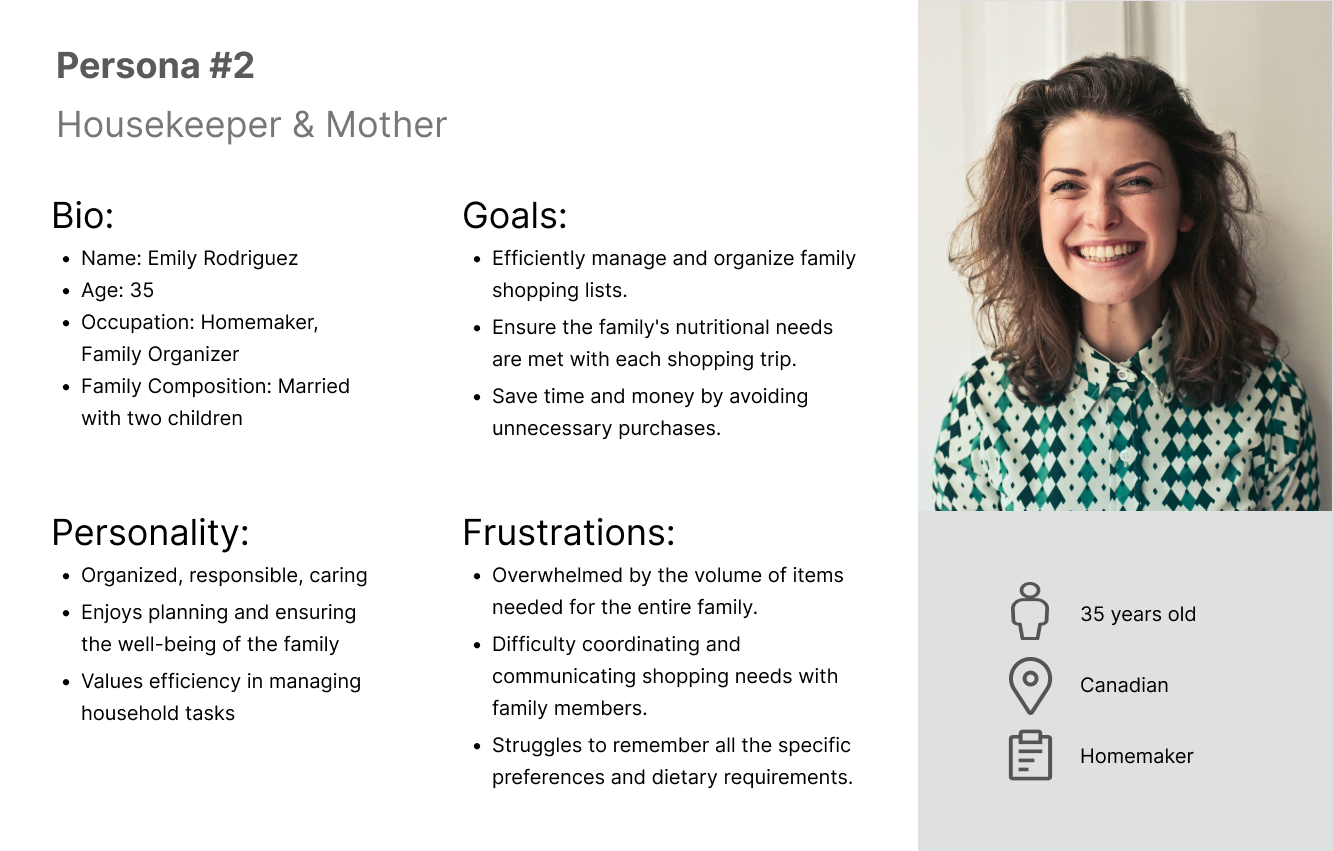 Persona #2
Housekeeper & Mother
Bio:
• Name: Emily Rodriguez
• Age: 35
• Occupation: Homemaker,
Family Organizer
• Family Composition: Married
with two children
Goals:
• Efficiently manage and organize family
shopping lists.
• Ensure the family's nutritional needs
are met with each shopping trip.
• Save time and money by avoiding
unnecessary purchases.
Personality:
• Organized, responsible, caring
• Enjoys planning and ensuring
the well-being of the family
• Values efficiency in managing
household tasks
Frustrations:
• Overwhelmed by the volume of items
needed for the entire family.
• Difficulty coordinating and
communicating shopping needs with
family members.
• Struggles to remember all the specific
preferences and dietary requirements.
35 years old
Canadian
Homemaker